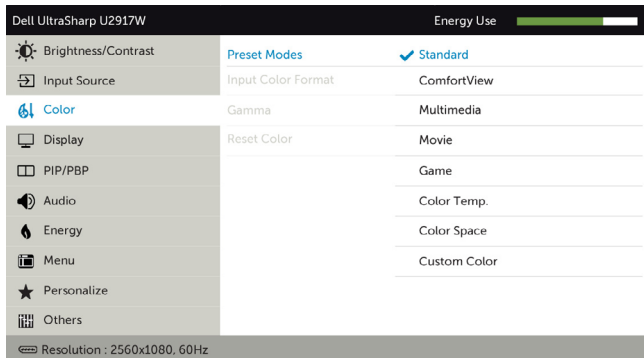 Dell UltraSharp U2917W Energy Use
Brightness/Contrast Preset Modes Standard
Input Source Input Color Format ComfortView
Color Gamma Multimedia
Display Reset Color Movie
PIP/PBP Game
Audio Color Temp.
Energy Color Space
Menu Custom Color
Personalize
Others
Resolution : 2560x1080, 60Hz